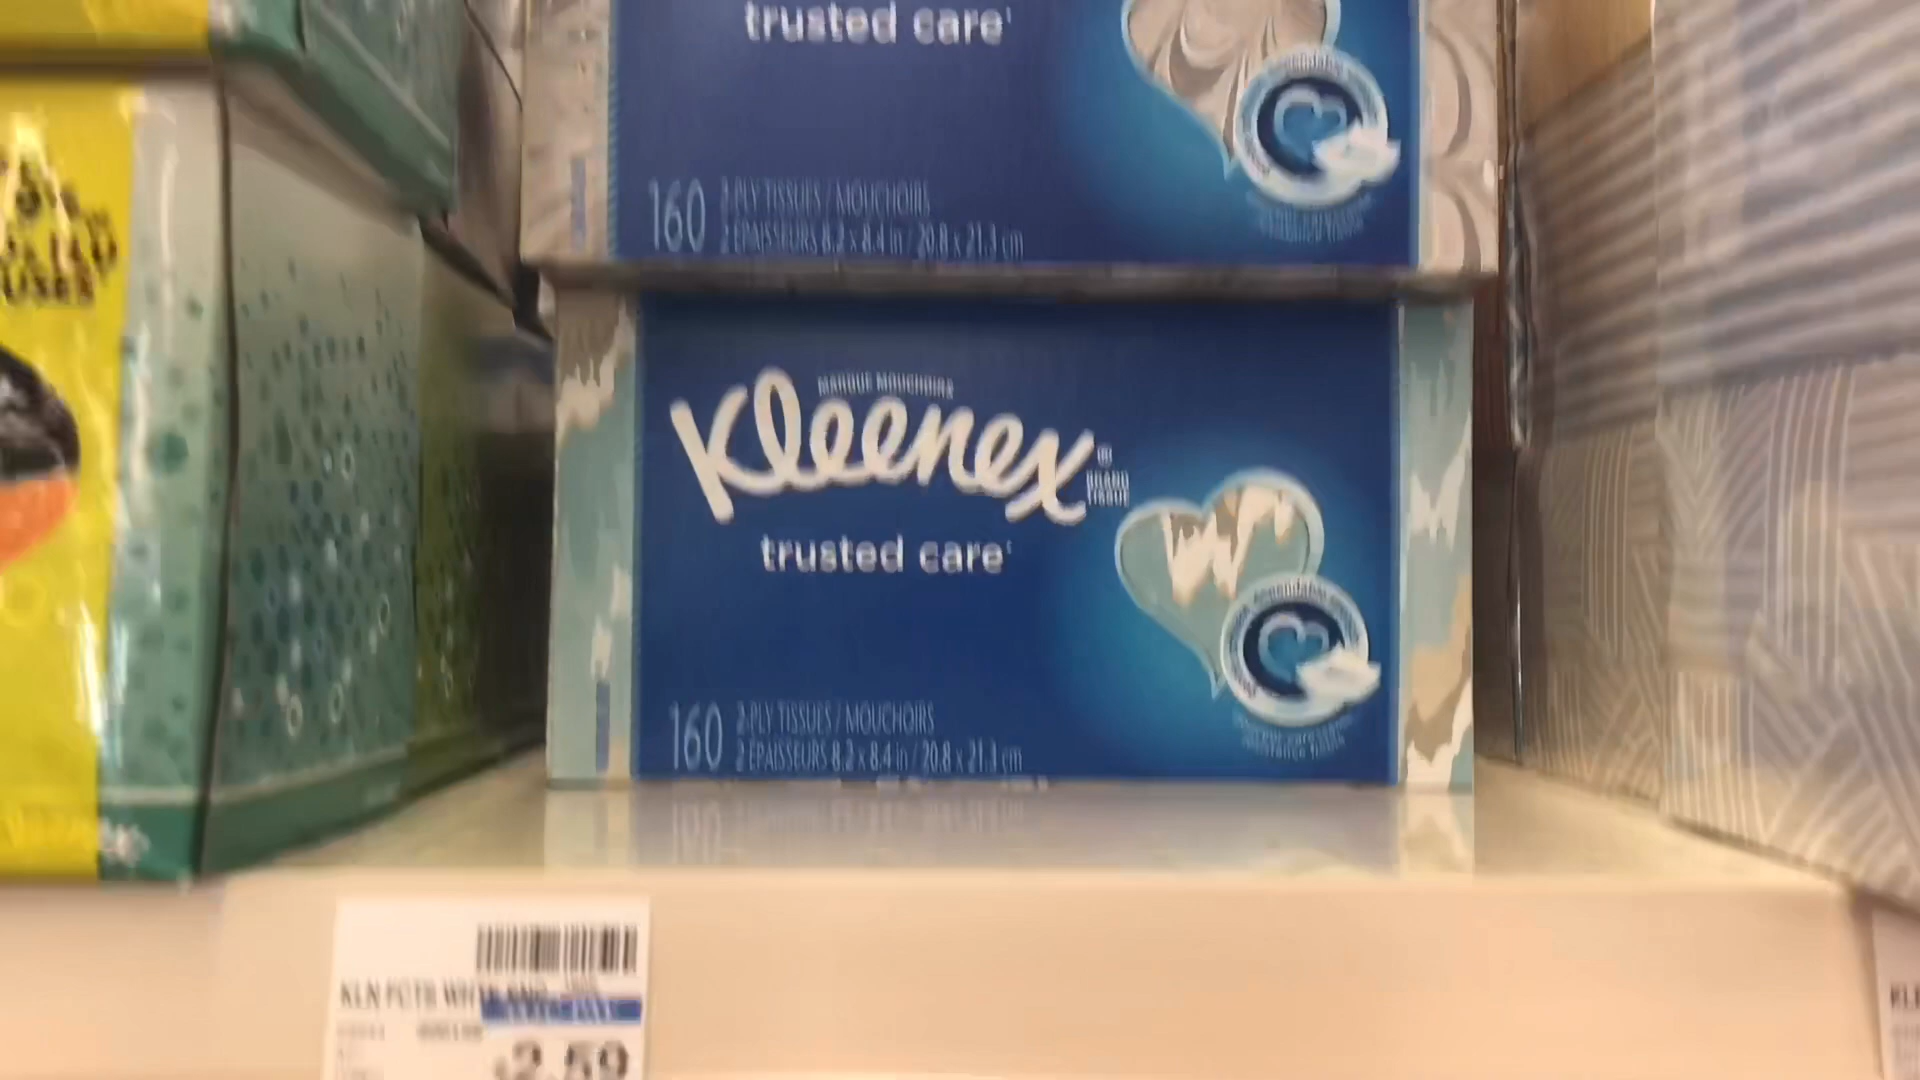 trusted care
160 2 PLY TISSUES / MOUCHOIRS
2 ÉPAISSEURS 8.2 x 8.4 in / 20.8 x 21.3 cm
MARQUE MOUCHOIRS
Kleenex®
BRAND
TISSUE
trusted care
160 2-PLY TISSUES / MOUCHOIRS
2 ÉPAISSEURS 8.2 x 8.4 in / 20.8 x 21.3 cm
USES
KLN
2.59